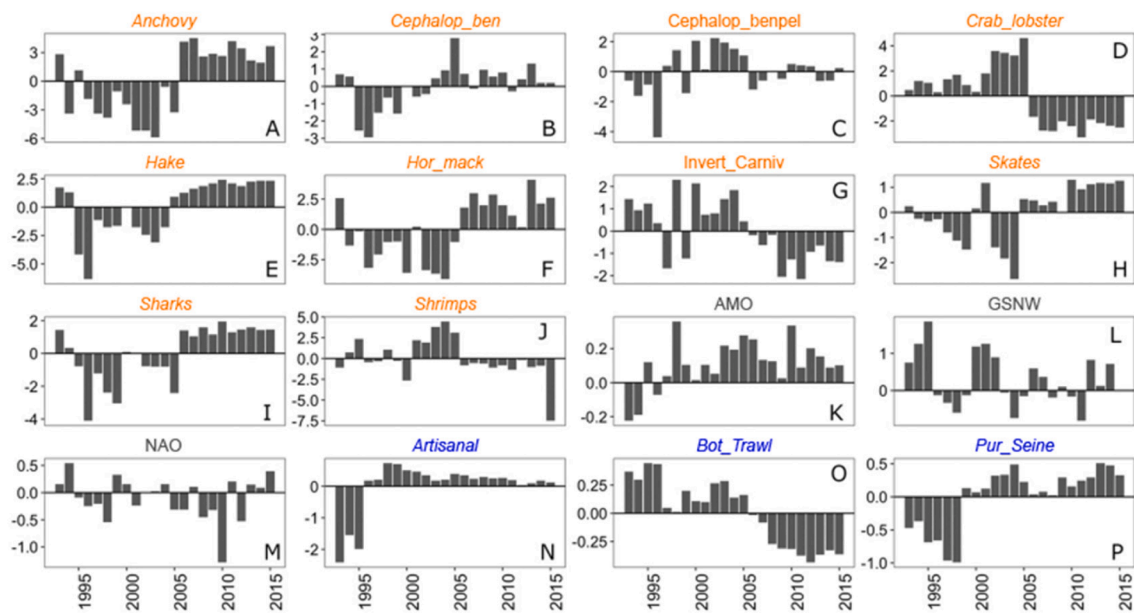 Anchovy Cephalop_ben Cephalop_benpel Crab_lobster
3 0 -3 -6 A
3 2 1 0 -1 -2 -3 B
2 0 -2 -4 C
4 2 0 -2 D
Hake Hor_mack Invert_Carniv Skates
2.5 0.0 -2.5 -5.0 E
2.5 0.0 -2.5 F
2 1 0 -1 -2 G
1 0 -1 -2 H
Sharks Shrimps AMO GSNW
2 0 -2 -4 I
5.0 2.5 0.0 -2.5 -5.0 -7.5 J
0.2 0.0 -0.2 K
1 0 L
NAO Artisanal Bot_Trawl Pur_Seine
0.5 0.0 -0.5 -1.0 M
0 -1 -2 N
0.25 0.00 -0.25 O
0.5 0.0 -0.5 -1.0 P
1995 2000 2005 2010 2015 1995 2000 2005 2010 2015 1995 2000 2005 2010 2015 1995 2000 2005 2010 2015